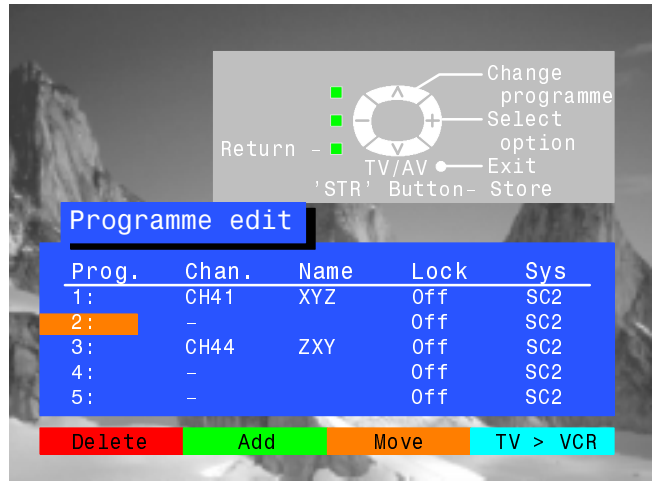 Change
programme
Select
option
Return –
TV/AV Exit
'STR' Button– Store
Programme edit
Prog. Chan. Name Lock Sys
1: CH41 XYZ Off SC2
2: – Off SC2
3: CH44 ZXY Off SC2
4: – Off SC2
5: – Off SC2
Delete Add Move TV > VCR